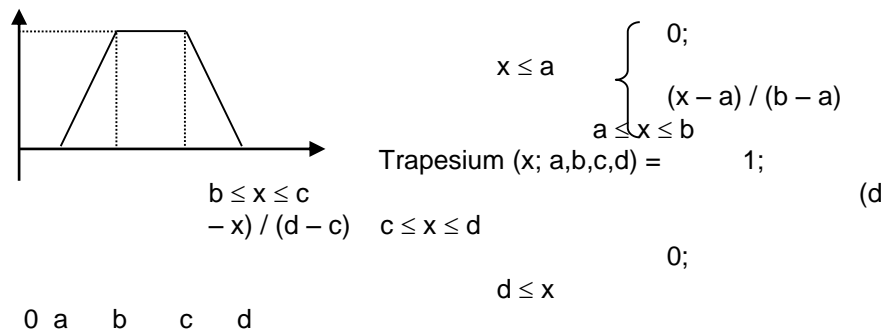 0;
x ≤ a
(x – a) / (b – a)
a ≤ x ≤ b
Trapesium (x; a,b,c,d) = 1;
b ≤ x ≤ c (d
– x) / (d – c) c ≤ x ≤ d
0;
d ≤ x
0 a b c d